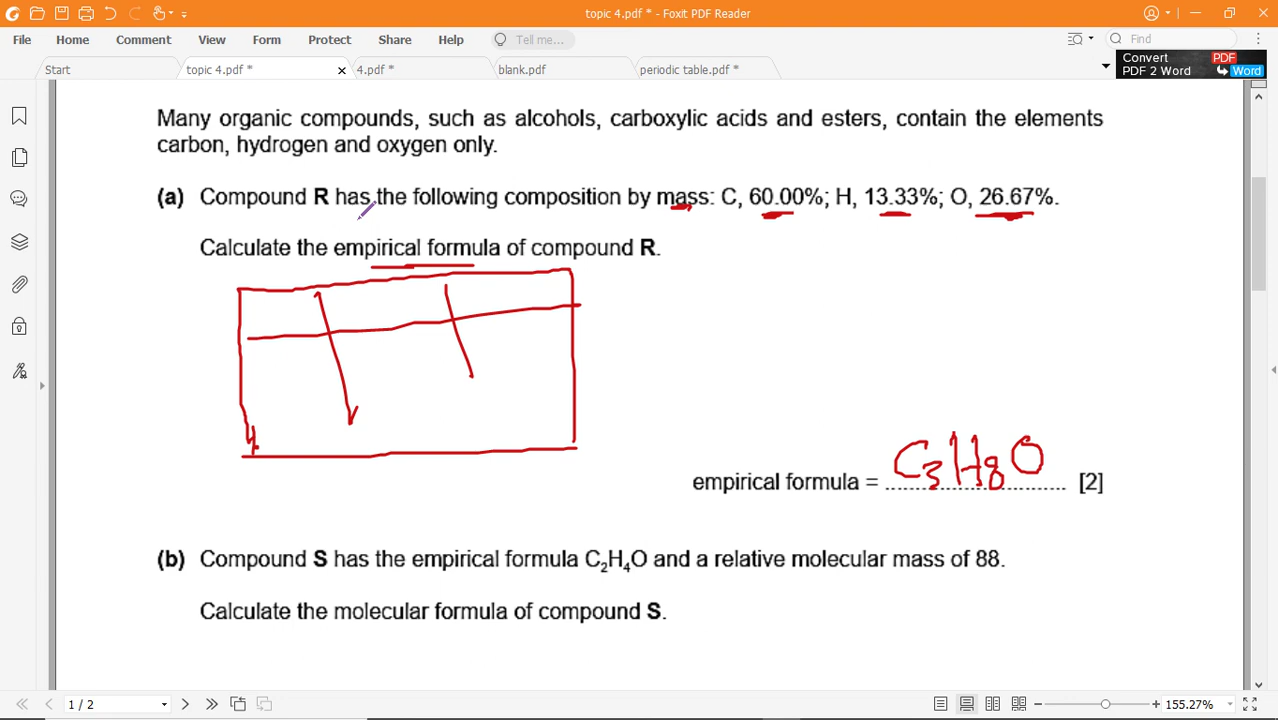 topic 4.pdf * - Foxit PDF Reader
File Home Comment View Form Protect Share Help Tell me... Find
Start topic 4.pdf * 4.pdf * blank.pdf periodic table.pdf *
Convert PDF
PDF 2 Word Word
Many organic compounds, such as alcohols, carboxylic acids and esters, contain the elements
carbon, hydrogen and oxygen only.
(a) Compound R has the following composition by mass: C, 60.00%; H, 13.33%; O, 26.67%.
Calculate the empirical formula of compound R.
empirical formula = C₃H₈O [2]
(b) Compound S has the empirical formula C₂H₄O and a relative molecular mass of 88.
Calculate the molecular formula of compound S.
1 / 2 155.27%